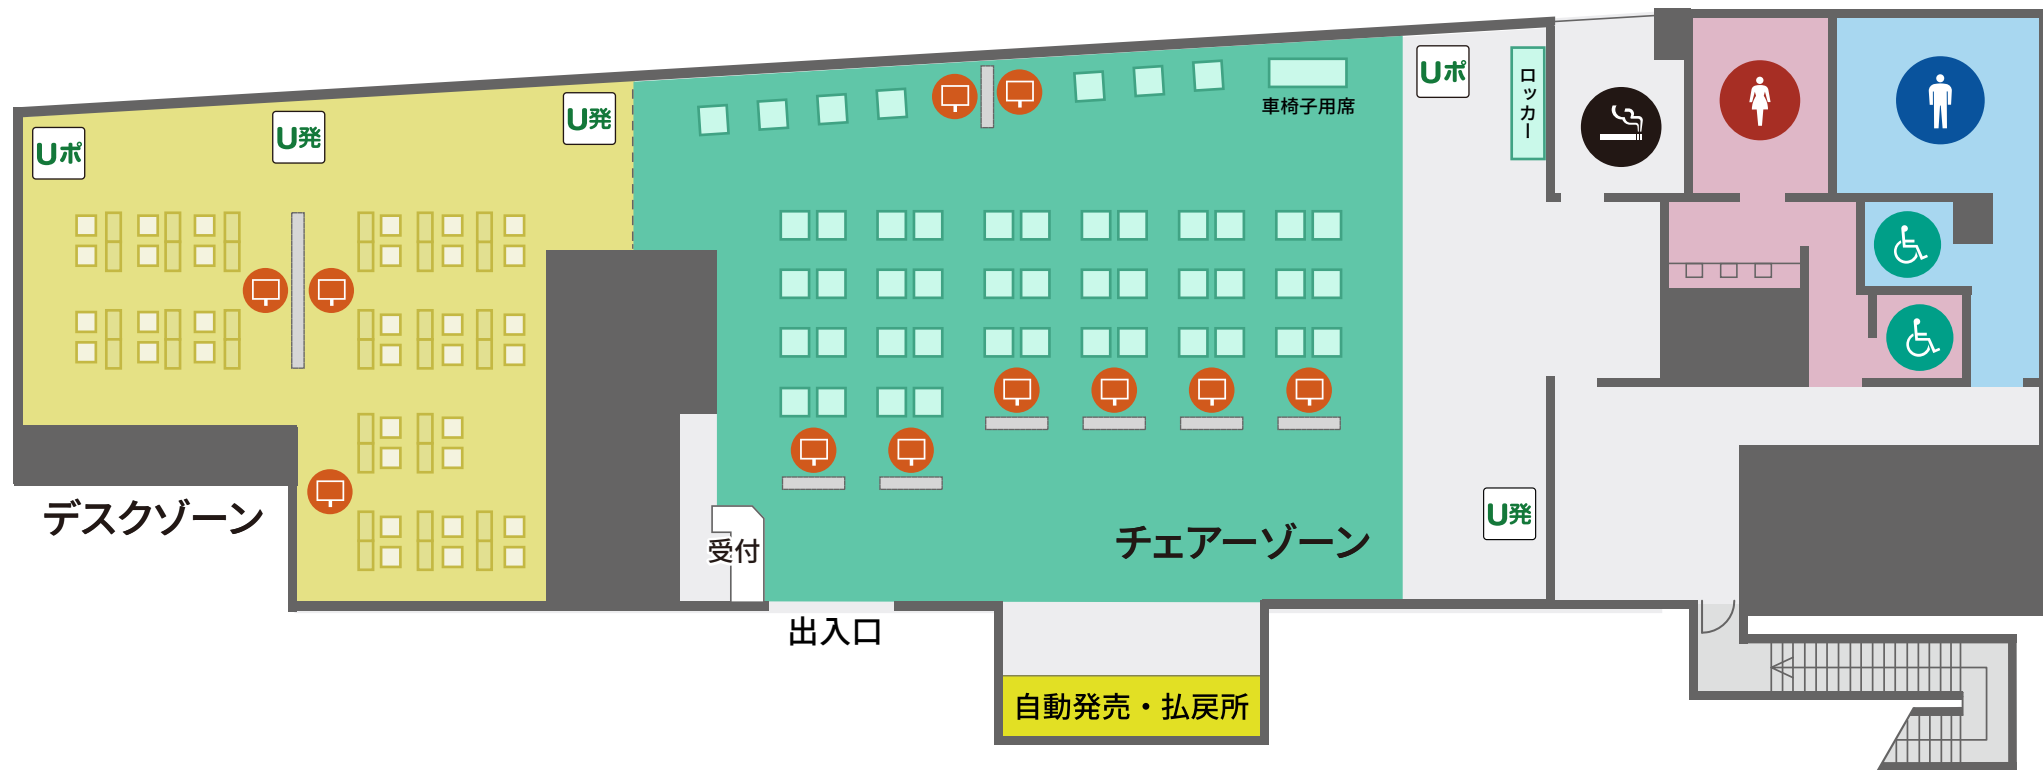 Uポ
U発
U発
車椅子用席
Uポ
ロッカー
デスクゾーン
受付
チェアーゾーン
U発
出入口
自動発売・払戻所